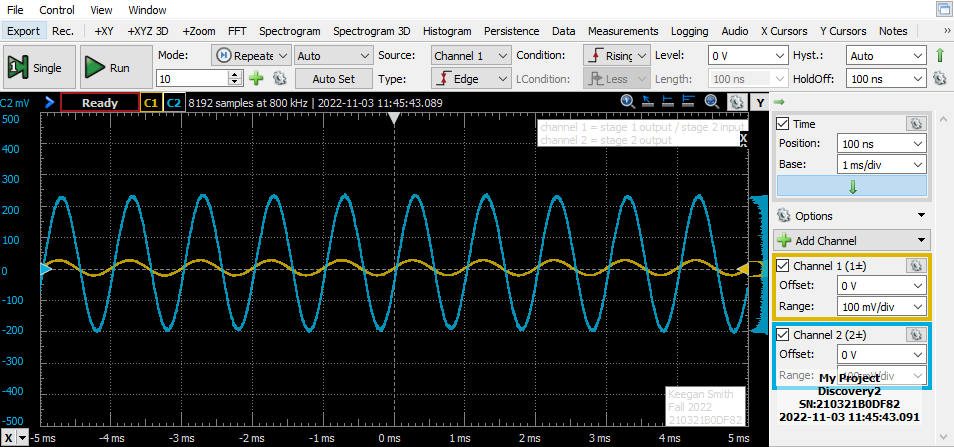 File Control Window
Export Rec. +XY +XYZ 3D +Zoom FFT Spectrogram Spectrogram 3D Histogram Persistence Data Measurements Logging Audio X Cursors Y Cursors Notes »
Single Run Mode: Repeate Auto Source: Channel 1 Condition: Rising Level: 0 V Hyst.: Auto
10 Auto Set Type: Edge LCondition: Less Length: 100 ns HoldOff: 100 ns
C2 mV Ready C1 C2 8192 samples at 800 kHz | 2022-11-03 11:45:43.089 Y
500
400
300
200
100
0
-100
-200
-300
-400
-500
channel 1 = stage 1 output / stage 2 input
channel 2 = stage 2 output
X
Keegan Smith
Fall 2022
210321B0DF82
X -5 ms -4 ms -3 ms -2 ms -1 ms 0 ms 1 ms 2 ms 3 ms 4 ms 5 ms
Time
Position: 100 ns
Base: 1 ms/div
Options
Add Channel
Channel 1 (1±)
Offset: 0 V
Range: 100 mV/div
Channel 2 (2±)
Offset: 0 V
Range: 100 mV/div
My Project
Discovery2
SN:210321B0DF82
2022-11-03 11:45:43.091